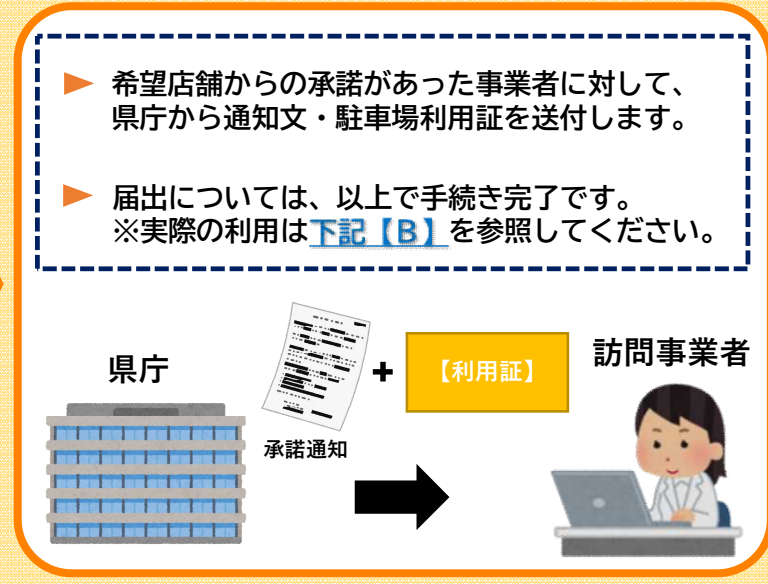 ▶ 希望店舗からの承諾があった事業者に対して、
県庁から通知文・駐車場利用証を送付します。
▶ 届出については、以上で手続き完了です。
※実際の利用は下記【B】を参照してください。
県庁
承諾通知
+
【利用証】
訪問事業者